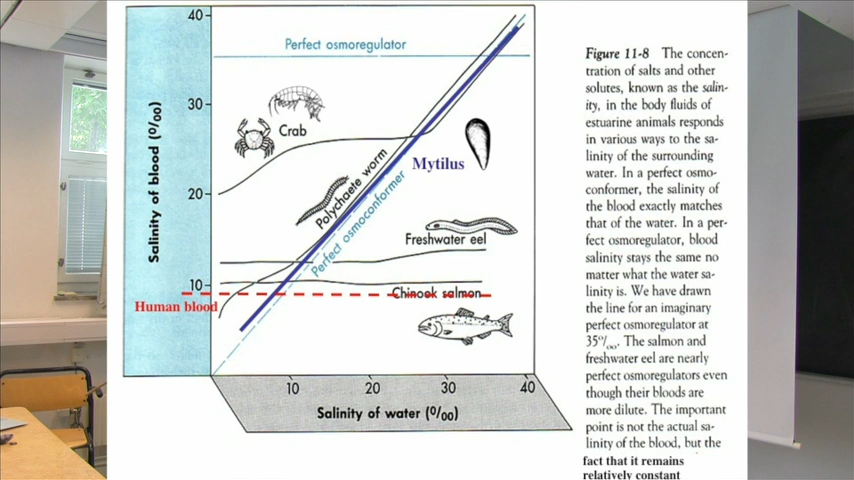 40
Perfect osmoregulator
30
Crab
Mytilus
Salinity of blood (⁰/₀₀)
Polychaete worm
20
Perfect osmoconformer
Freshwater eel
10
Chinook salmon
Human blood
10
20
30
40
Salinity of water (⁰/₀₀)
Figure 11-8 The concen-
tration of salts and other
solutes, known as the salin-
ity, in the body fluids of
estuarine animals responds
in various ways to the sa-
linity of the surrounding
water. In a perfect osmo-
conformer, the salinity of
the blood exactly matches
that of the water. In a per-
fect osmoregulator, blood
salinity stays the same no
matter what the water sa-
linity is. We have drawn
the line for an imaginary
perfect osmoregulator at
35⁰/₀₀. The salmon and
freshwater eel are nearly
perfect osmoregulators even
though their bloods are
more dilute. The important
point is not the actual sa-
linity of the blood, but the
fact that it remains
relatively constant